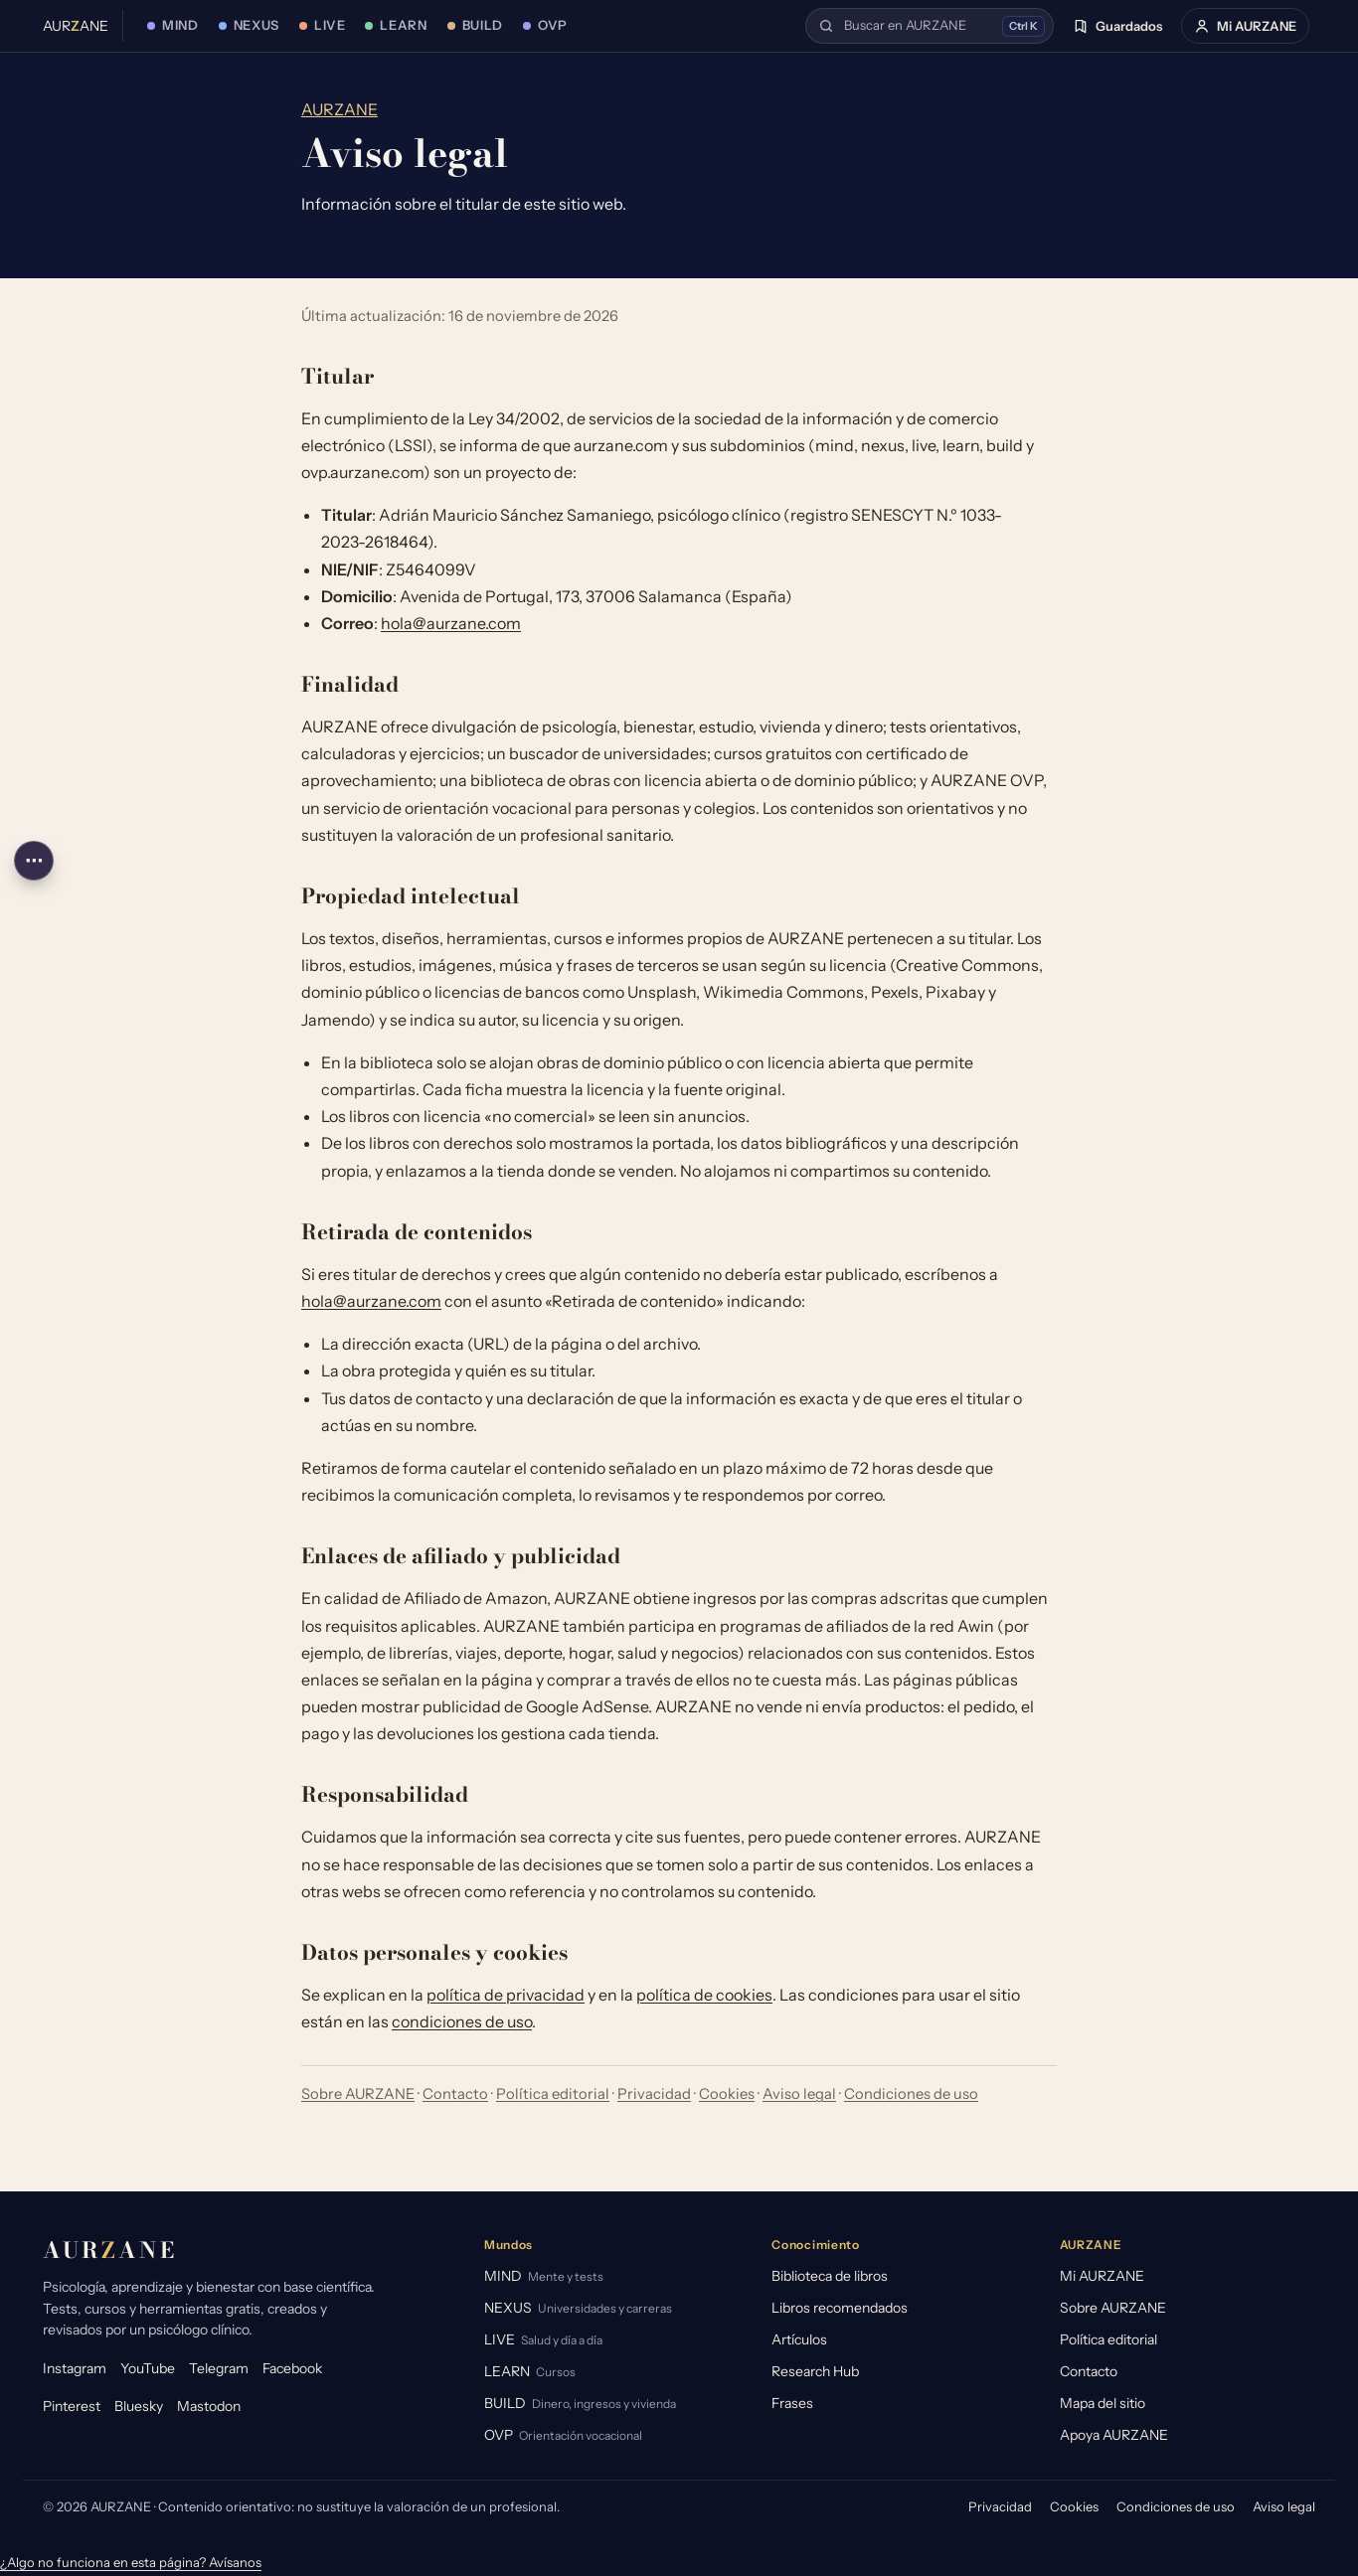 AURZANE
MIND
NEXUS
LIVE
LEARN
BUILD
OVP
Buscar en AURZANE
Ctrl K
Guardados
Mi AURZANE
AURZANE
Aviso legal
Información sobre el titular de este sitio web.
Última actualización: 16 de noviembre de 2026
Titular
En cumplimiento de la Ley 34/2002, de servicios de la sociedad de la información y de comercio
electrónico (LSSI), se informa de que aurzane.com y sus subdominios (mind, nexus, live, learn, build y
ovp.aurzane.com) son un proyecto de:
• Titular: Adrián Mauricio Sánchez Samaniego, psicólogo clínico (registro SENESCYT N.º 1033-
2023-2618464).
• NIE/NIF: Z5464099V
• Domicilio: Avenida de Portugal, 173, 37006 Salamanca (España)
• Correo: hola@aurzane.com
Finalidad
AURZANE ofrece divulgación de psicología, bienestar, estudio, vivienda y dinero; tests orientativos,
calculadoras y ejercicios; un buscador de universidades; cursos gratuitos con certificado de
aprovechamiento; una biblioteca de obras con licencia abierta o de dominio público; y AURZANE OVP,
un servicio de orientación vocacional para personas y colegios. Los contenidos son orientativos y no
sustituyen la valoración de un profesional sanitario.
Propiedad intelectual
Los textos, diseños, herramientas, cursos e informes propios de AURZANE pertenecen a su titular. Los
libros, estudios, imágenes, música y frases de terceros se usan según su licencia (Creative Commons,
dominio público o licencias de bancos como Unsplash, Wikimedia Commons, Pexels, Pixabay y
Jamendo) y se indica su autor, su licencia y su origen.
• En la biblioteca solo se alojan obras de dominio público o con licencia abierta que permite
compartirlas. Cada ficha muestra la licencia y la fuente original.
• Los libros con licencia «no comercial» se leen sin anuncios.
• De los libros con derechos solo mostramos la portada, los datos bibliográficos y una descripción
propia, y enlazamos a la tienda donde se venden. No alojamos ni compartimos su contenido.
Retirada de contenidos
Si eres titular de derechos y crees que algún contenido no debería estar publicado, escríbenos a
hola@aurzane.com con el asunto «Retirada de contenido» indicando:
• La dirección exacta (URL) de la página o del archivo.
• La obra protegida y quién es su titular.
• Tus datos de contacto y una declaración de que la información es exacta y de que eres el titular o
actúas en su nombre.
Retiramos de forma cautelar el contenido señalado en un plazo máximo de 72 horas desde que
recibimos la comunicación completa, lo revisamos y te respondemos por correo.
Enlaces de afiliado y publicidad
En calidad de Afiliado de Amazon, AURZANE obtiene ingresos por las compras adscritas que cumplen
los requisitos aplicables. AURZANE también participa en programas de afiliados de la red Awin (por
ejemplo, de librerías, viajes, deporte, hogar, salud y negocios) relacionados con sus contenidos. Estos
enlaces se señalan en la página y comprar a través de ellos no te cuesta más. Las páginas públicas
pueden mostrar publicidad de Google AdSense. AURZANE no vende ni envía productos: el pedido, el
pago y las devoluciones los gestiona cada tienda.
Responsabilidad
Cuidamos que la información sea correcta y cite sus fuentes, pero puede contener errores. AURZANE
no se hace responsable de las decisiones que se tomen solo a partir de sus contenidos. Los enlaces a
otras webs se ofrecen como referencia y no controlamos su contenido.
Datos personales y cookies
Se explican en la política de privacidad y en la política de cookies. Las condiciones para usar el sitio
están en las condiciones de uso.
Sobre AURZANE · Contacto · Política editorial · Privacidad · Cookies · Aviso legal · Condiciones de uso
AURZANE
Psicología, aprendizaje y bienestar con base científica.
Tests, cursos y herramientas gratis, creados y
revisados por un psicólogo clínico.
Instagram YouTube Telegram Facebook
Pinterest Bluesky Mastodon
Mundos
MIND Mente y tests
NEXUS Universidades y carreras
LIVE Salud y día a día
LEARN Cursos
BUILD Dinero, ingresos y vivienda
OVP Orientación vocacional
Conocimiento
Biblioteca de libros
Libros recomendados
Artículos
Research Hub
Frases
AURZANE
Mi AURZANE
Sobre AURZANE
Política editorial
Contacto
Mapa del sitio
Apoya AURZANE
© 2026 AURZANE · Contenido orientativo: no sustituye la valoración de un profesional.
Privacidad Cookies Condiciones de uso Aviso legal
¿Algo no funciona en esta página? Avísanos